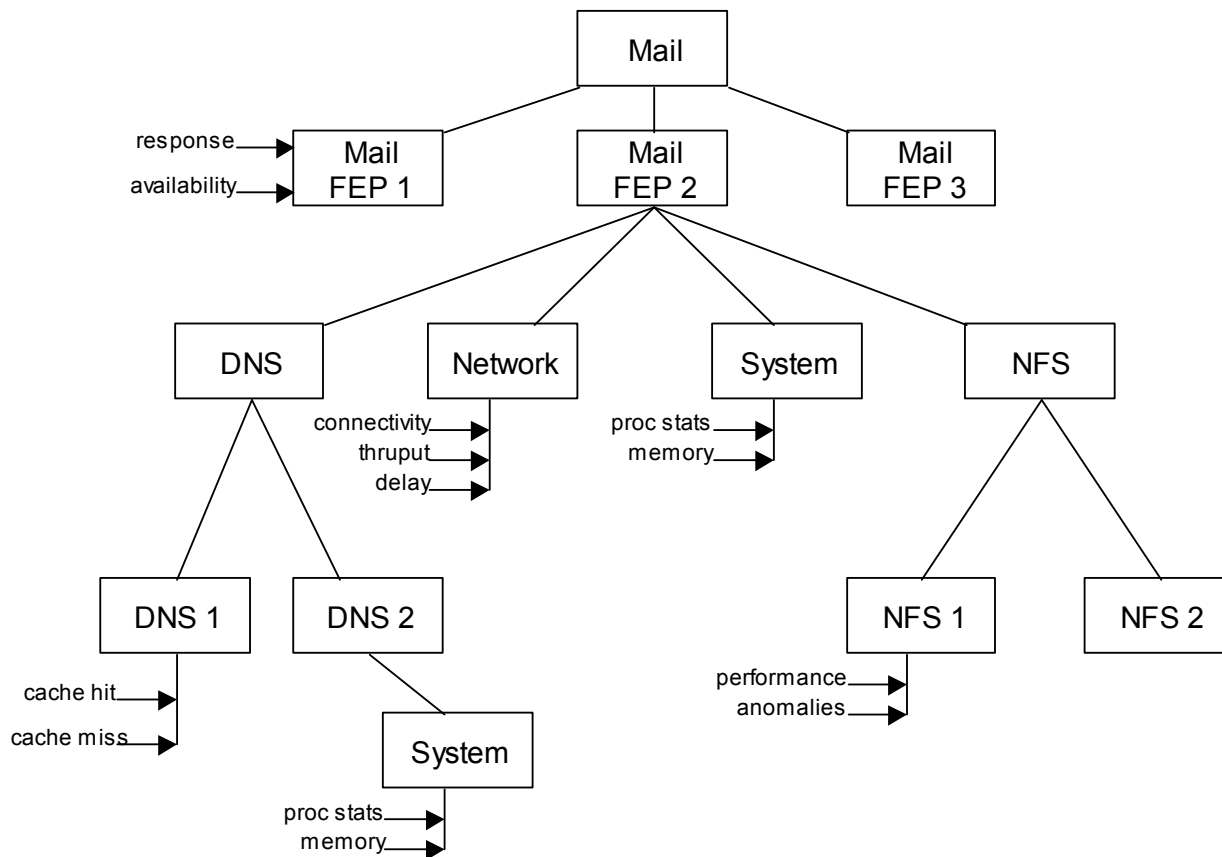 Mail
response
availability
Mail
FEP 1
Mail
FEP 2
Mail
FEP 3
DNS
Network
System
NFS
connectivity
thruput
delay
proc stats
memory
DNS 1
DNS 2
NFS 1
NFS 2
cache hit
cache miss
performance
anomalies
System
proc stats
memory